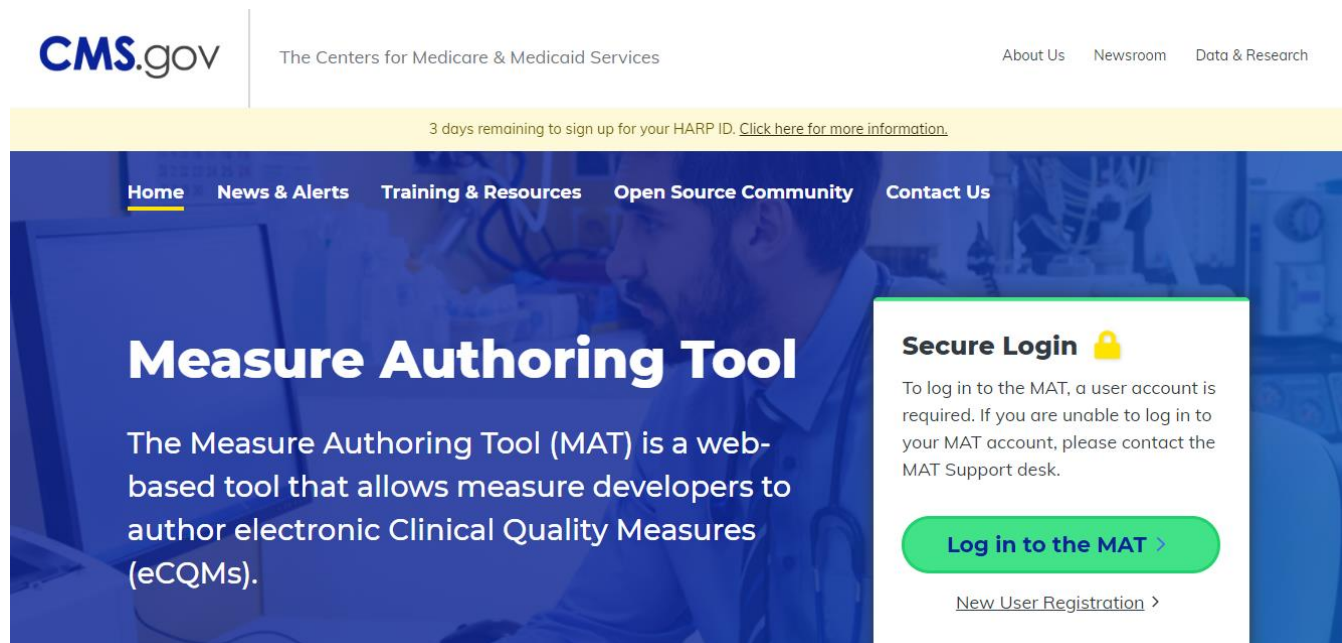 CMS.gov
The Centers for Medicare & Medicaid Services
About Us Newsroom Data & Research
3 days remaining to sign up for your HARP ID. Click here for more information.
Home News & Alerts Training & Resources Open Source Community Contact Us
Measure Authoring Tool
The Measure Authoring Tool (MAT) is a web-
based tool that allows measure developers to
author electronic Clinical Quality Measures
(eCQMs).
Secure Login
To log in to the MAT, a user account is
required. If you are unable to log in to
your MAT account, please contact the
MAT Support desk.
Log in to the MAT >
New User Registration >